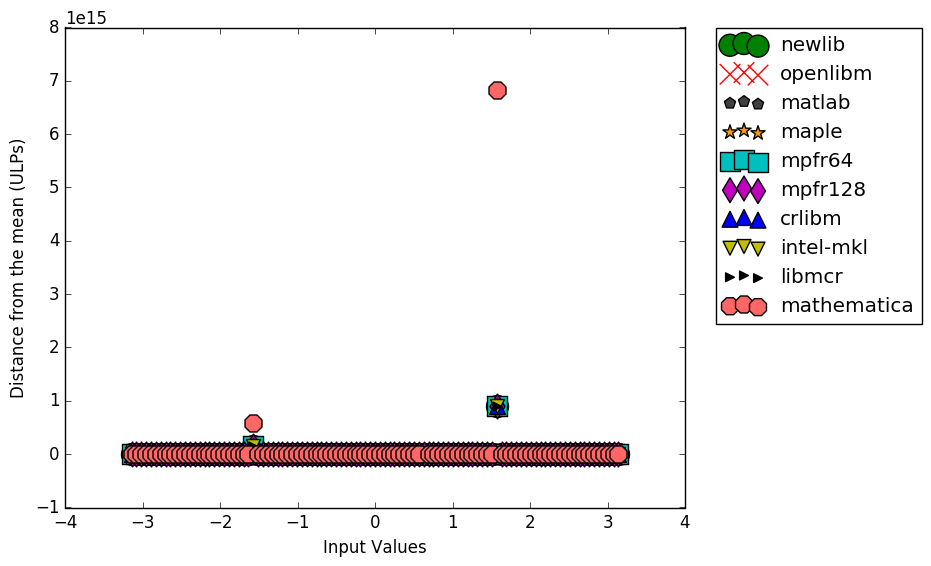 1e15
8
7
6
5
4
3
2
1
0
−1
Distance from the mean (ULPs)
−4 −3 −2 −1 0 1 2 3 4
Input Values
newlib
openlibm
matlab
maple
mpfr64
mpfr128
crlibm
intel-mkl
libmcr
mathematica